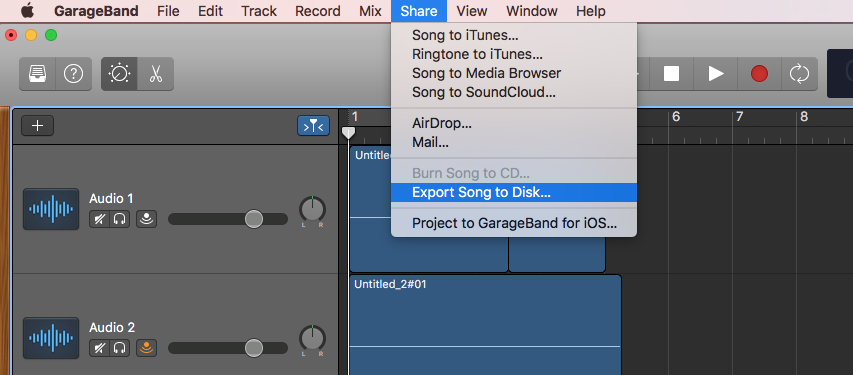 GarageBand File Edit Track Record Mix Share View Window Help
Song to iTunes...
Ringtone to iTunes...
Song to Media Browser
Song to SoundCloud...
AirDrop...
Mail...
Burn Song to CD...
Export Song to Disk...
Project to GarageBand for iOS...
?
+
1 6 7 8
Audio 1
L R
Untitled_2#01
Audio 2
L R